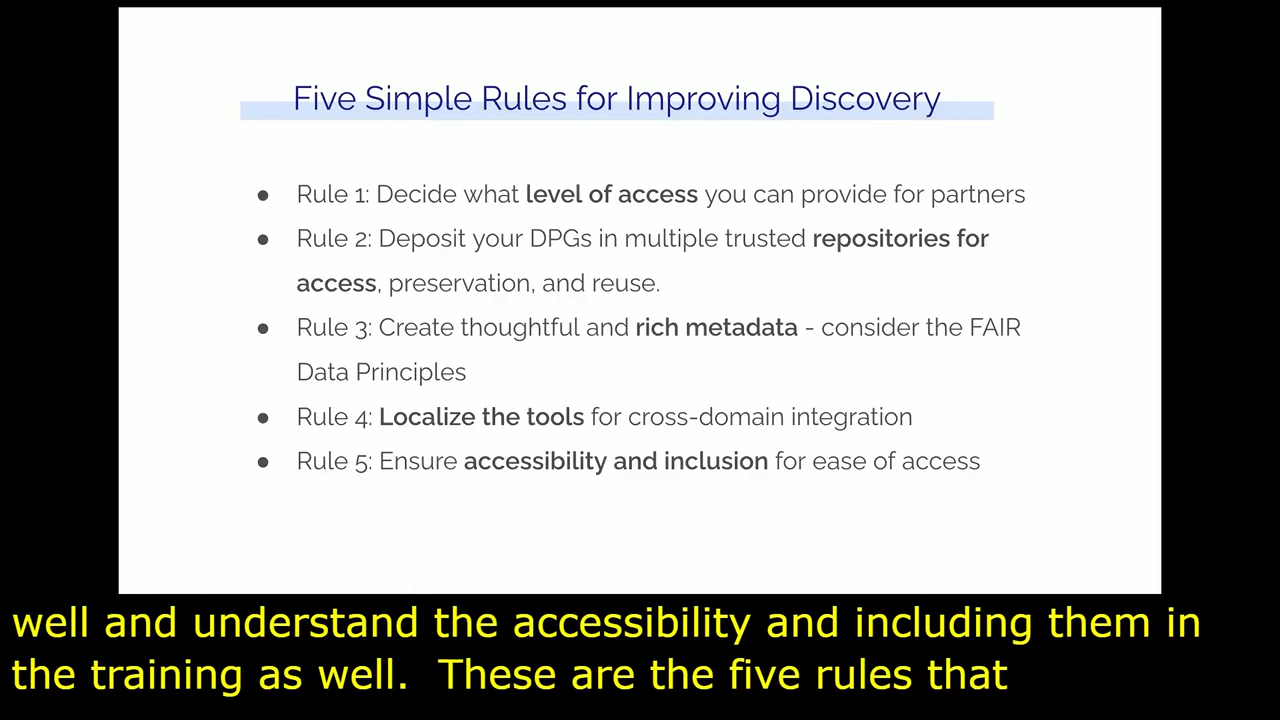 Five Simple Rules for Improving Discovery
● Rule 1: Decide what level of access you can provide for partners
● Rule 2: Deposit your DPGs in multiple trusted repositories for
access, preservation, and reuse.
● Rule 3: Create thoughtful and rich metadata - consider the FAIR
Data Principles
● Rule 4: Localize the tools for cross-domain integration
● Rule 5: Ensure accessibility and inclusion for ease of access
well and understand the accessibility and including them in
the training as well.  These are the five rules that